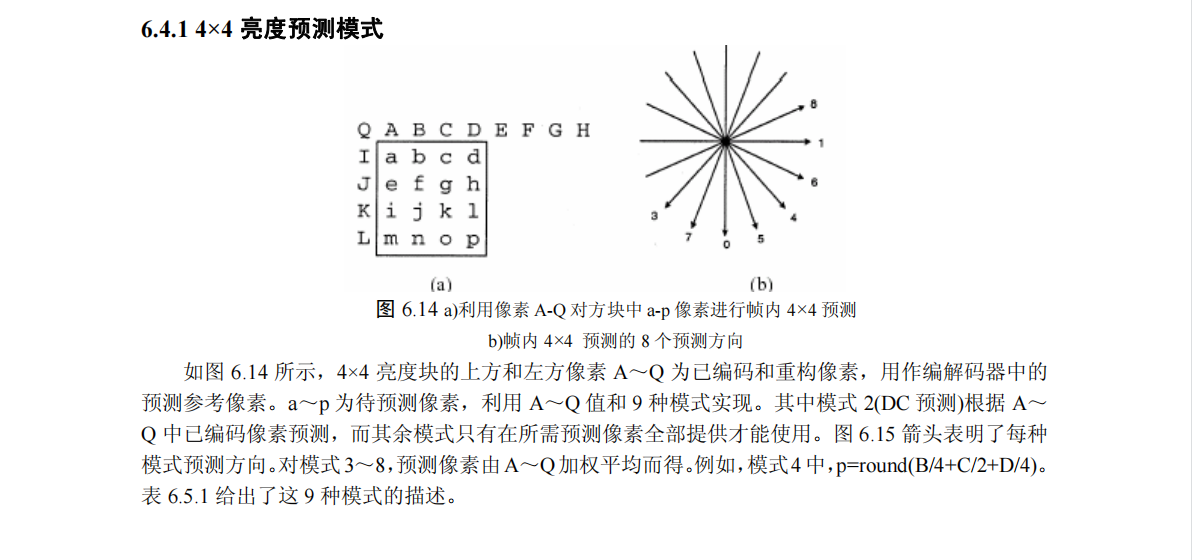 6.4.1 4×4 亮度预测模式
Q A B C D E F G H
I a b c d
J e f g h
K i j k l
L m n o p
(a)
8
1
6
3
4
7
0
5
(b)
图 6.14 a)利用像素 A-Q 对方块中 a-p 像素进行帧内 4×4 预测
b)帧内 4×4 预测的 8 个预测方向
如图 6.14 所示，4×4 亮度块的上方和左方像素 A～Q 为已编码和重构像素，用作编解码器中的
预测参考像素。a～p 为待预测像素，利用 A～Q 值和 9 种模式实现。其中模式 2(DC 预测)根据 A～
Q 中已编码像素预测，而其余模式只有在所需预测像素全部提供才能使用。图 6.15 箭头表明了每种
模式预测方向。对模式 3～8，预测像素由 A～Q 加权平均而得。例如，模式 4 中，p=round(B/4+C/2+D/4)。
表 6.5.1 给出了这 9 种模式的描述。